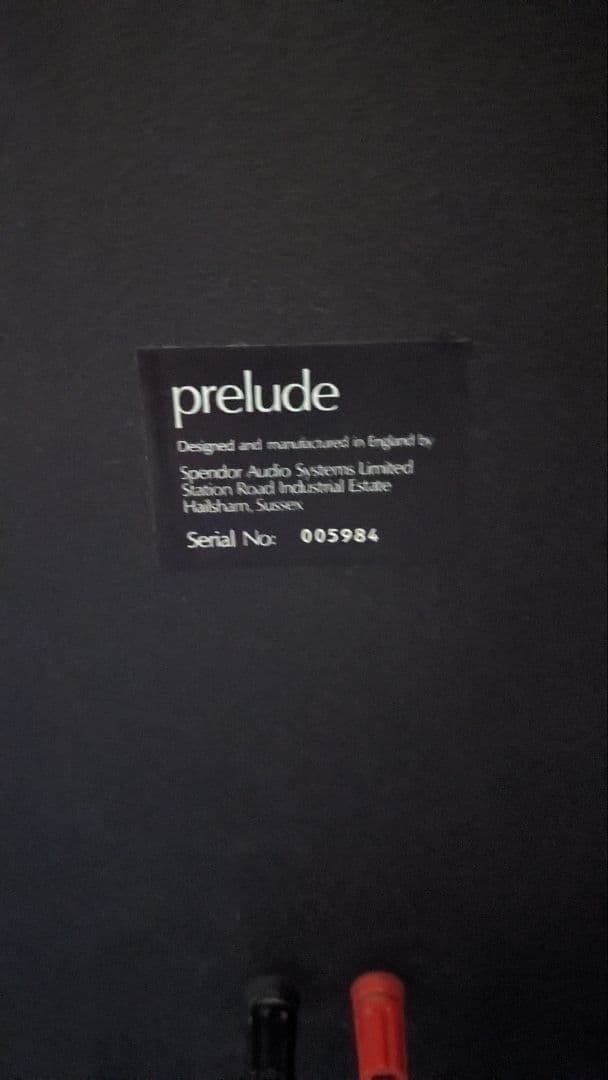 prelude
Designed and manufactured in England by
Spendor Audio Systems Limited
Station Road Industrial Estate
Hailsham, Sussex
Serial No: 005984